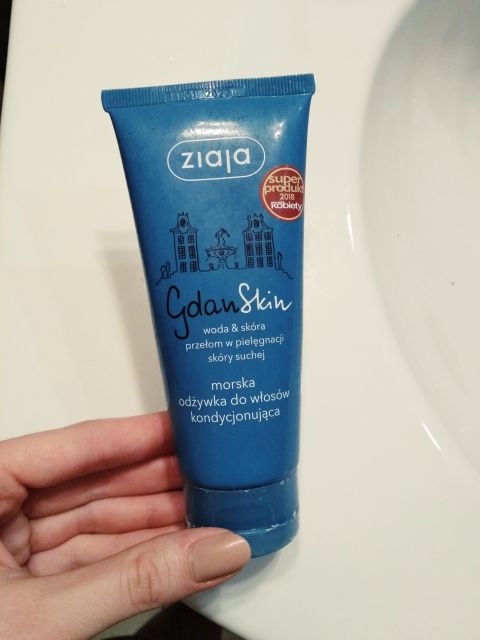 ziaja
super
produkt
2018
Kobiety
GdanSkin
woda & skóra
przełom w pielęgnacji
skóry suchej
morska
odżywka do włosów
kondycjonująca